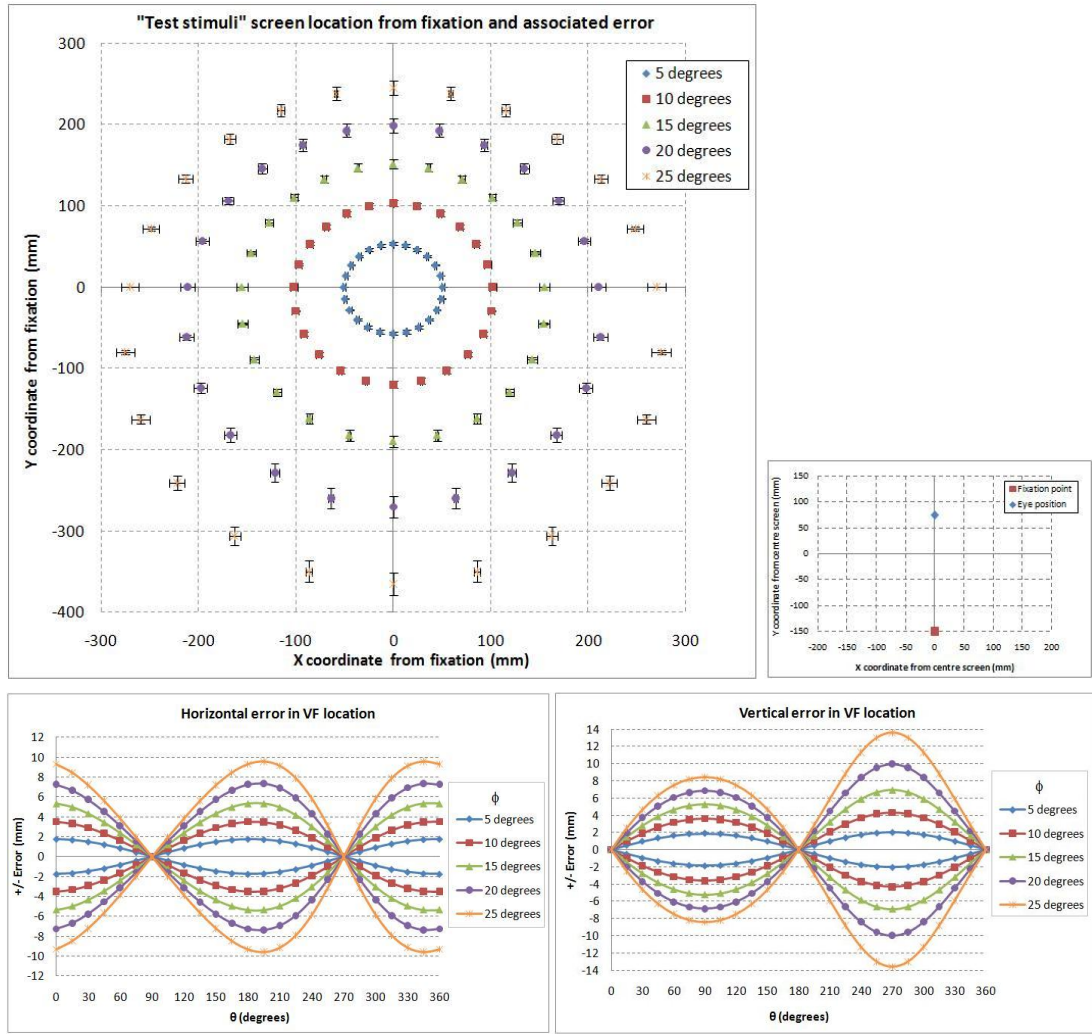 "Test stimuli" screen location from fixation and associated error
300
200
100
0
-100
-200
-300
-400
Y coordinate from fixation (mm)
-300 -200 -100 0 100 200 300
X coordinate from fixation (mm)
5 degrees
10 degrees
15 degrees
20 degrees
25 degrees
150
100
50
0
-50
-100
-150
Y coordinate from centre screen (mm)
Fixation point
Eye position
-200 -150 -100 -50 0 50 100 150 200
X coordinate from centre screen (mm)
Horizontal error in VF location
12
10
8
6
4
2
0
-2
-4
-6
-8
-10
-12
+/- Error (mm)
0 30 60 90 120 150 180 210 240 270 300 330 360
θ (degrees)
ϕ
5 degrees
10 degrees
15 degrees
20 degrees
25 degrees
Vertical error in VF location
14
12
10
8
6
4
2
0
-2
-4
-6
-8
-10
-12
-14
+/- Error (mm)
0 30 60 90 120 150 180 210 240 270 300 330 360
θ (degrees)
ϕ
5 degrees
10 degrees
15 degrees
20 degrees
25 degrees